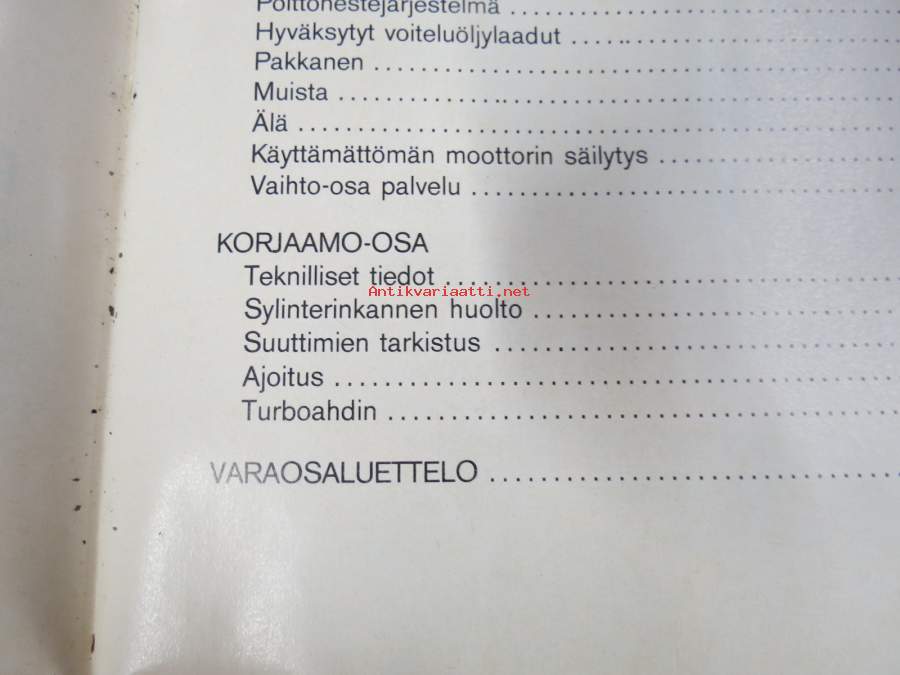 Polttonestejärjestelmä ....................
Hyväksytyt voiteluöljylaadut ....................
Pakkanen ....................
Muista ....................
Älä ....................
Käyttämättömän moottorin säilytys ....................
Vaihto-osa palvelu ....................
KORJAAMO-OSA
Teknilliset tiedot ....................
Antikvariaatti.net
Sylinterinkannen huolto ....................
Suuttimien tarkistus ....................
Ajoitus ....................
Turboahdin ....................
VARAOSALUETTELO ....................